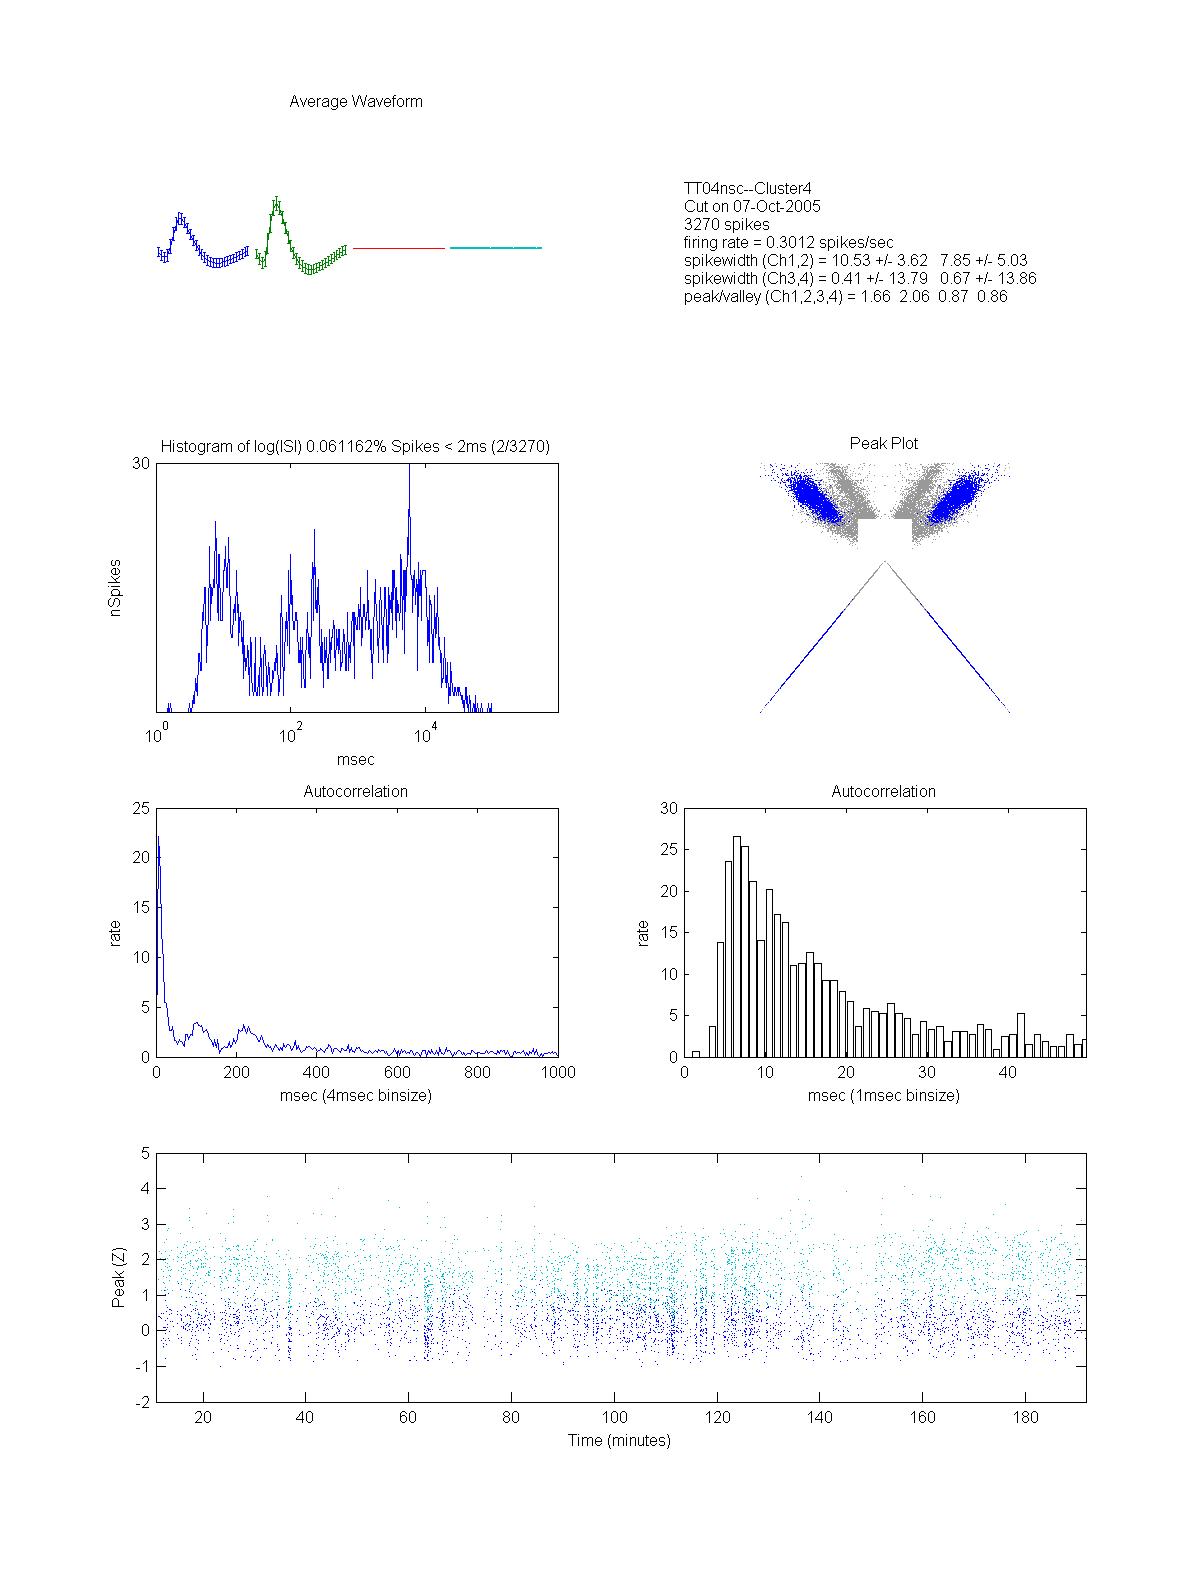 Average Waveform
TT04nsc--Cluster4
Cut on 07-Oct-2005
3270 spikes
firing rate = 0.3012 spikes/sec
spikewidth (Ch1,2) = 10.53 +/- 3.62   7.85 +/- 5.03
spikewidth (Ch3,4) = 0.41 +/- 13.79   0.67 +/- 13.86
peak/valley (Ch1,2,3,4) = 1.66  2.06  0.87  0.86
Histogram of log(ISI) 0.061162% Spikes < 2ms (2/3270)
30
nSpikes
10^0 10^2 10^4
msec
Peak Plot
Autocorrelation
25
20
15
10
5
0
rate
0 200 400 600 800 1000
msec (4msec binsize)
Autocorrelation
30
25
20
15
10
5
0
rate
0 10 20 30 40
msec (1msec binsize)
5
4
3
2
1
0
-1
-2
Peak (Z)
20 40 60 80 100 120 140 160 180
Time (minutes)